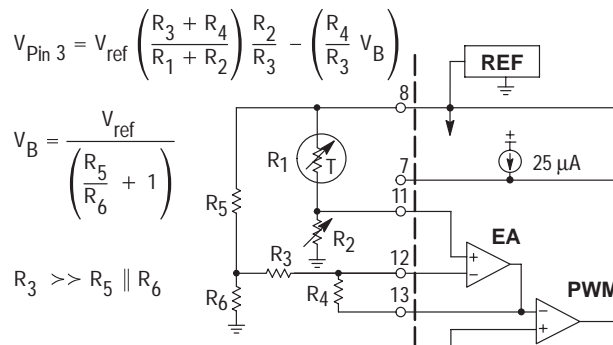 V_Pin 3 = V_ref ( (R_3 + R_4) / (R_1 + R_2) ) R_2 / R_3 − ( R_4 / R_3 V_B )
V_B = V_ref / ( R_5 / R_6 + 1 )
R_3 >> R_5 || R_6
REF
8
R_1
T
7
25 µA
11
R_5
R_2
EA
+
−
R_3
12
R_6
R_4
13
PWM
−
+